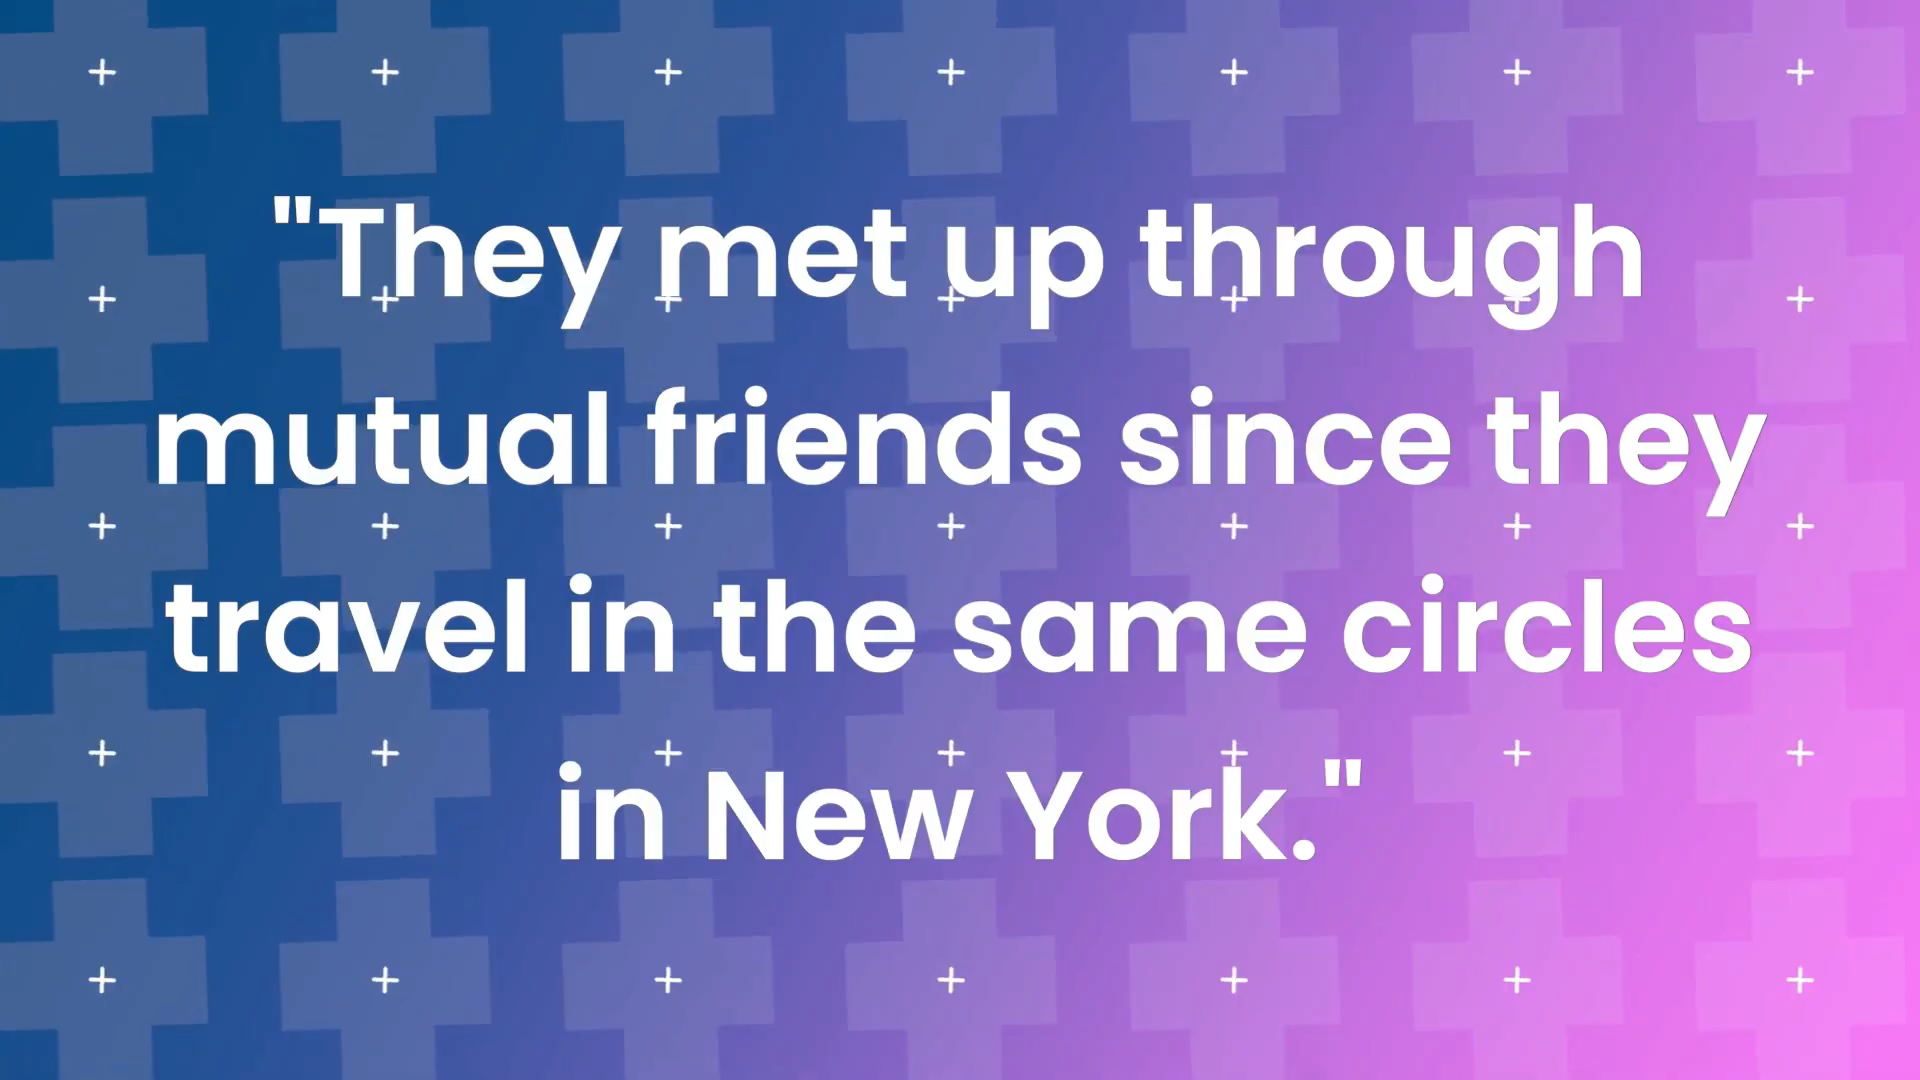 "They met up through
mutual friends since they
travel in the same circles
in New York."